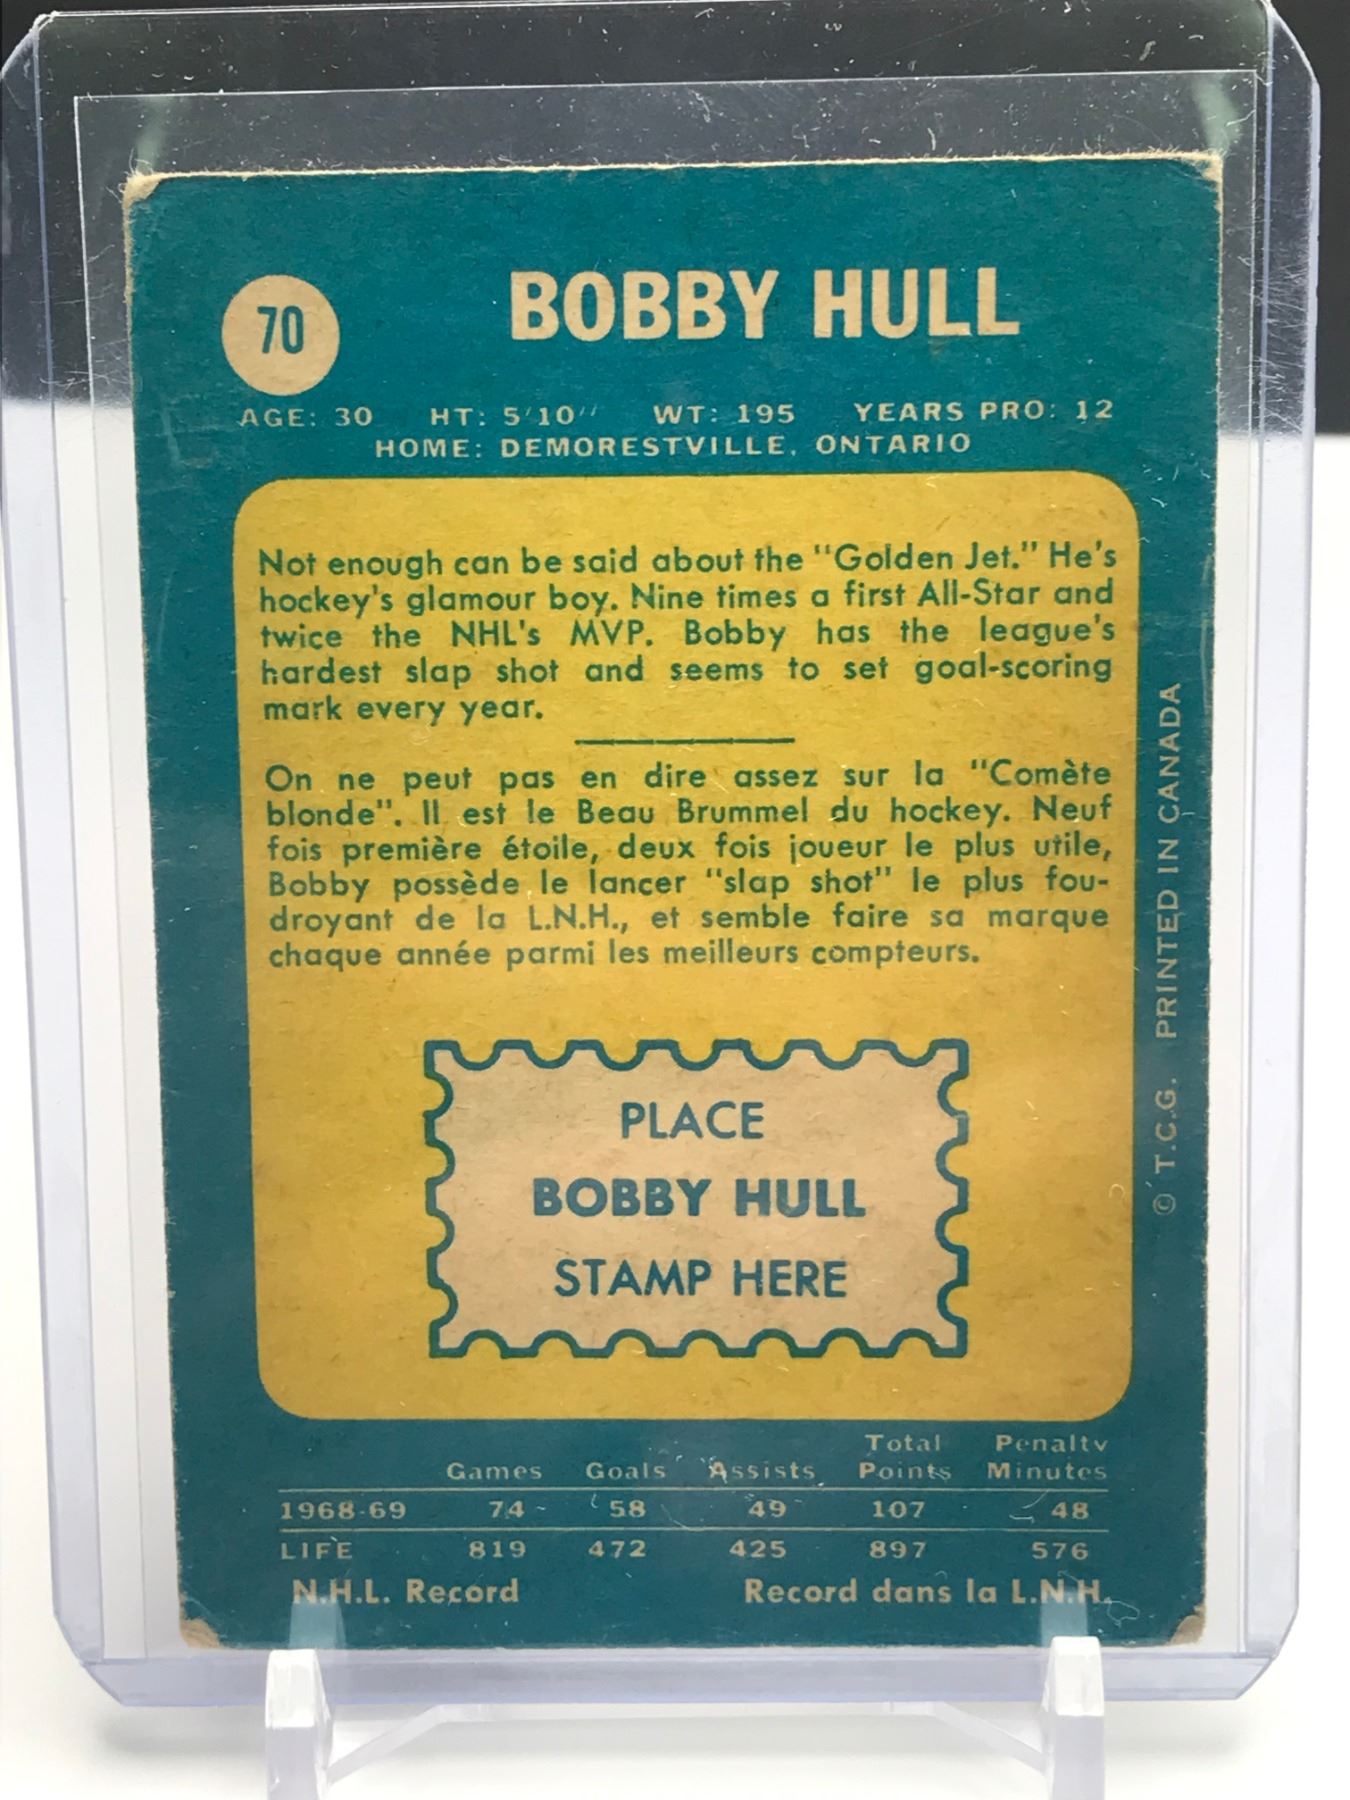 70
BOBBY HULL
AGE: 30 HT: 5'10" WT: 195 YEARS PRO: 12
HOME: DEMORESTVILLE, ONTARIO
Not enough can be said about the "Golden Jet." He's
hockey's glamour boy. Nine times a first All-Star and
twice the NHL's MVP. Bobby has the league's
hardest slap shot and seems to set goal-scoring
mark every year.
On ne peut pas en dire assez sur la "Comète
blonde". Il est le Beau Brummel du hockey. Neuf
fois première étoile, deux fois joueur le plus utile,
Bobby possède le lancer "slap shot" le plus fou-
droyant de la L.N.H., et semble faire sa marque
chaque année parmi les meilleurs compteurs.
PLACE
BOBBY HULL
STAMP HERE
© T.C.G. PRINTED IN CANADA
Total Penalty
Games Goals Assists Points Minutes
1968-69 74 58 49 107 48
LIFE 819 472 425 897 576
N.H.L. Record Record dans la L.N.H.